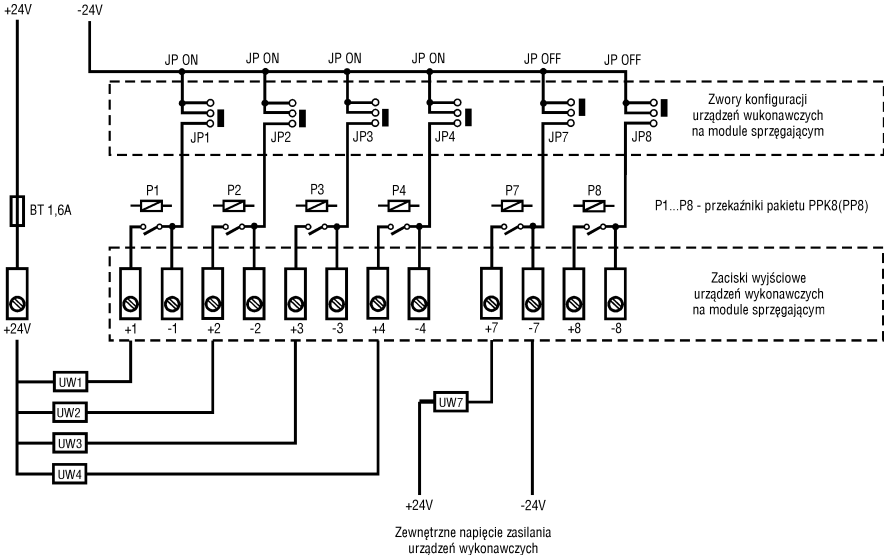 +24V -24V
JP ON JP ON JP ON JP ON JP OFF JP OFF
Zwory konfiguracji
urządzeń wukonawczych
na module sprzęgającym
JP1 JP2 JP3 JP4 JP7 JP8
P1 P2 P3 P4 P7 P8
BT 1,6A
P1...P8 - przekaźniki pakietu PPK8(PP8)
Zaciski wyjściowe
urządzeń wykonawczych
na module sprzęgającym
+24V +1 -1 +2 -2 +3 -3 +4 -4 +7 -7 +8 -8
UW1
UW2
UW3
UW4
UW7
+24V -24V
Zewnętrzne napięcie zasilania
urządzeń wykonawczych